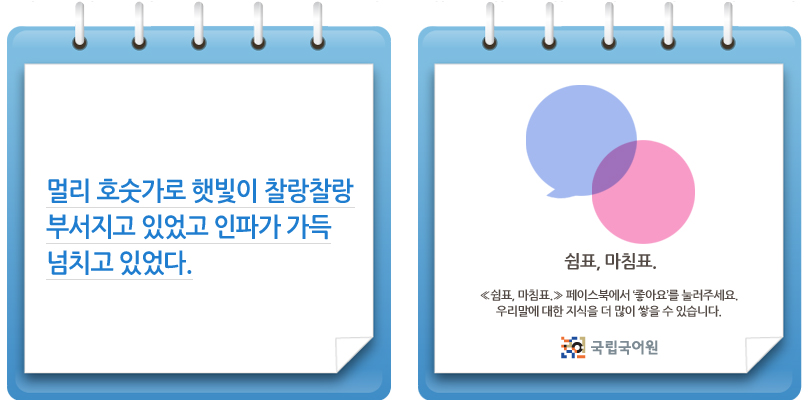 멀리 호숫가로 햇빛이 찰랑찰랑
부서지고 있었고 인파가 가득
넘치고 있었다.
쉼표, 마침표.
≪쉼표, 마침표.≫ 페이스북에서 '좋아요'를 눌러주세요.
우리말에 대한 지식을 더 많이 쌓을 수 있습니다.
국립국어원